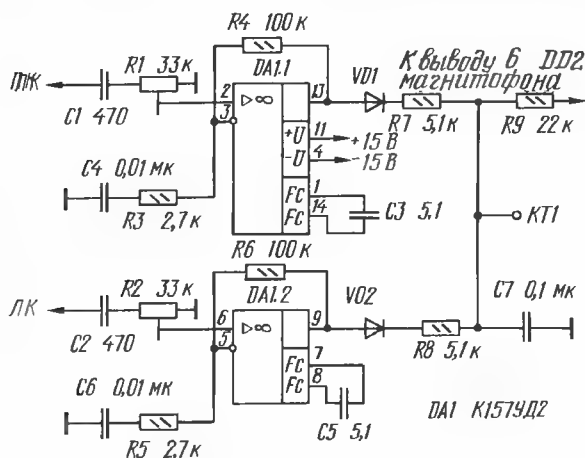 R4 100 к
R1 33 к
DA1.1
К выводу 6 DD2
магнитофона
VD1
2
▷∞
13
C1 470
3
+U
11
+15 В
R7 5,1 к
R9 22 к
-U
4
-15 В
C4 0,01 мк
FC
1
FC
14
C3 5,1
КТ1
R3 2,7 к
R6 100 к
R2 33 к
DA1.2
VD2
C7 0,1 мк
ЛК
6
▷∞
9
C2 470
5
7
R8 5,1 к
FC
FC
8
C6 0,01 мк
C5 5,1
DA1 К157УД2
R5 2,7 к